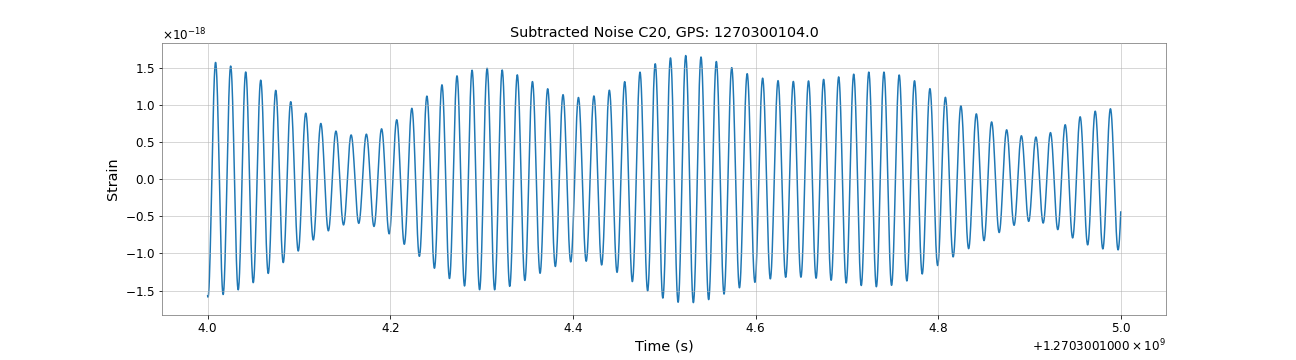 Subtracted Noise C20, GPS: 1270300104.0
×10⁻¹⁸
1.5
1.0
0.5
0.0
−0.5
−1.0
−1.5
Strain
4.0 4.2 4.4 4.6 4.8 5.0
Time (s)
+1.2703001000 × 10⁹